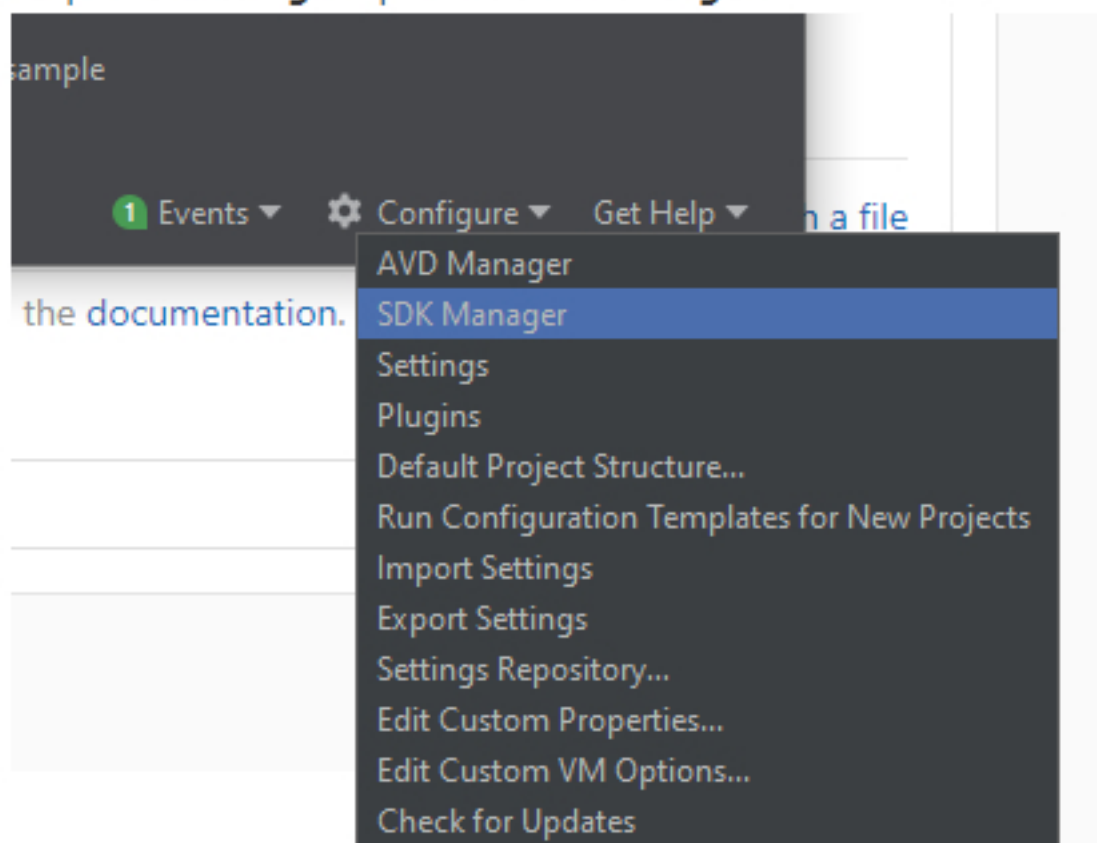 sample
1 Events Configure Get Help
n a file
AVD Manager
the documentation. SDK Manager
Settings
Plugins
Default Project Structure...
Run Configuration Templates for New Projects
Import Settings
Export Settings
Settings Repository...
Edit Custom Properties...
Edit Custom VM Options...
Check for Updates